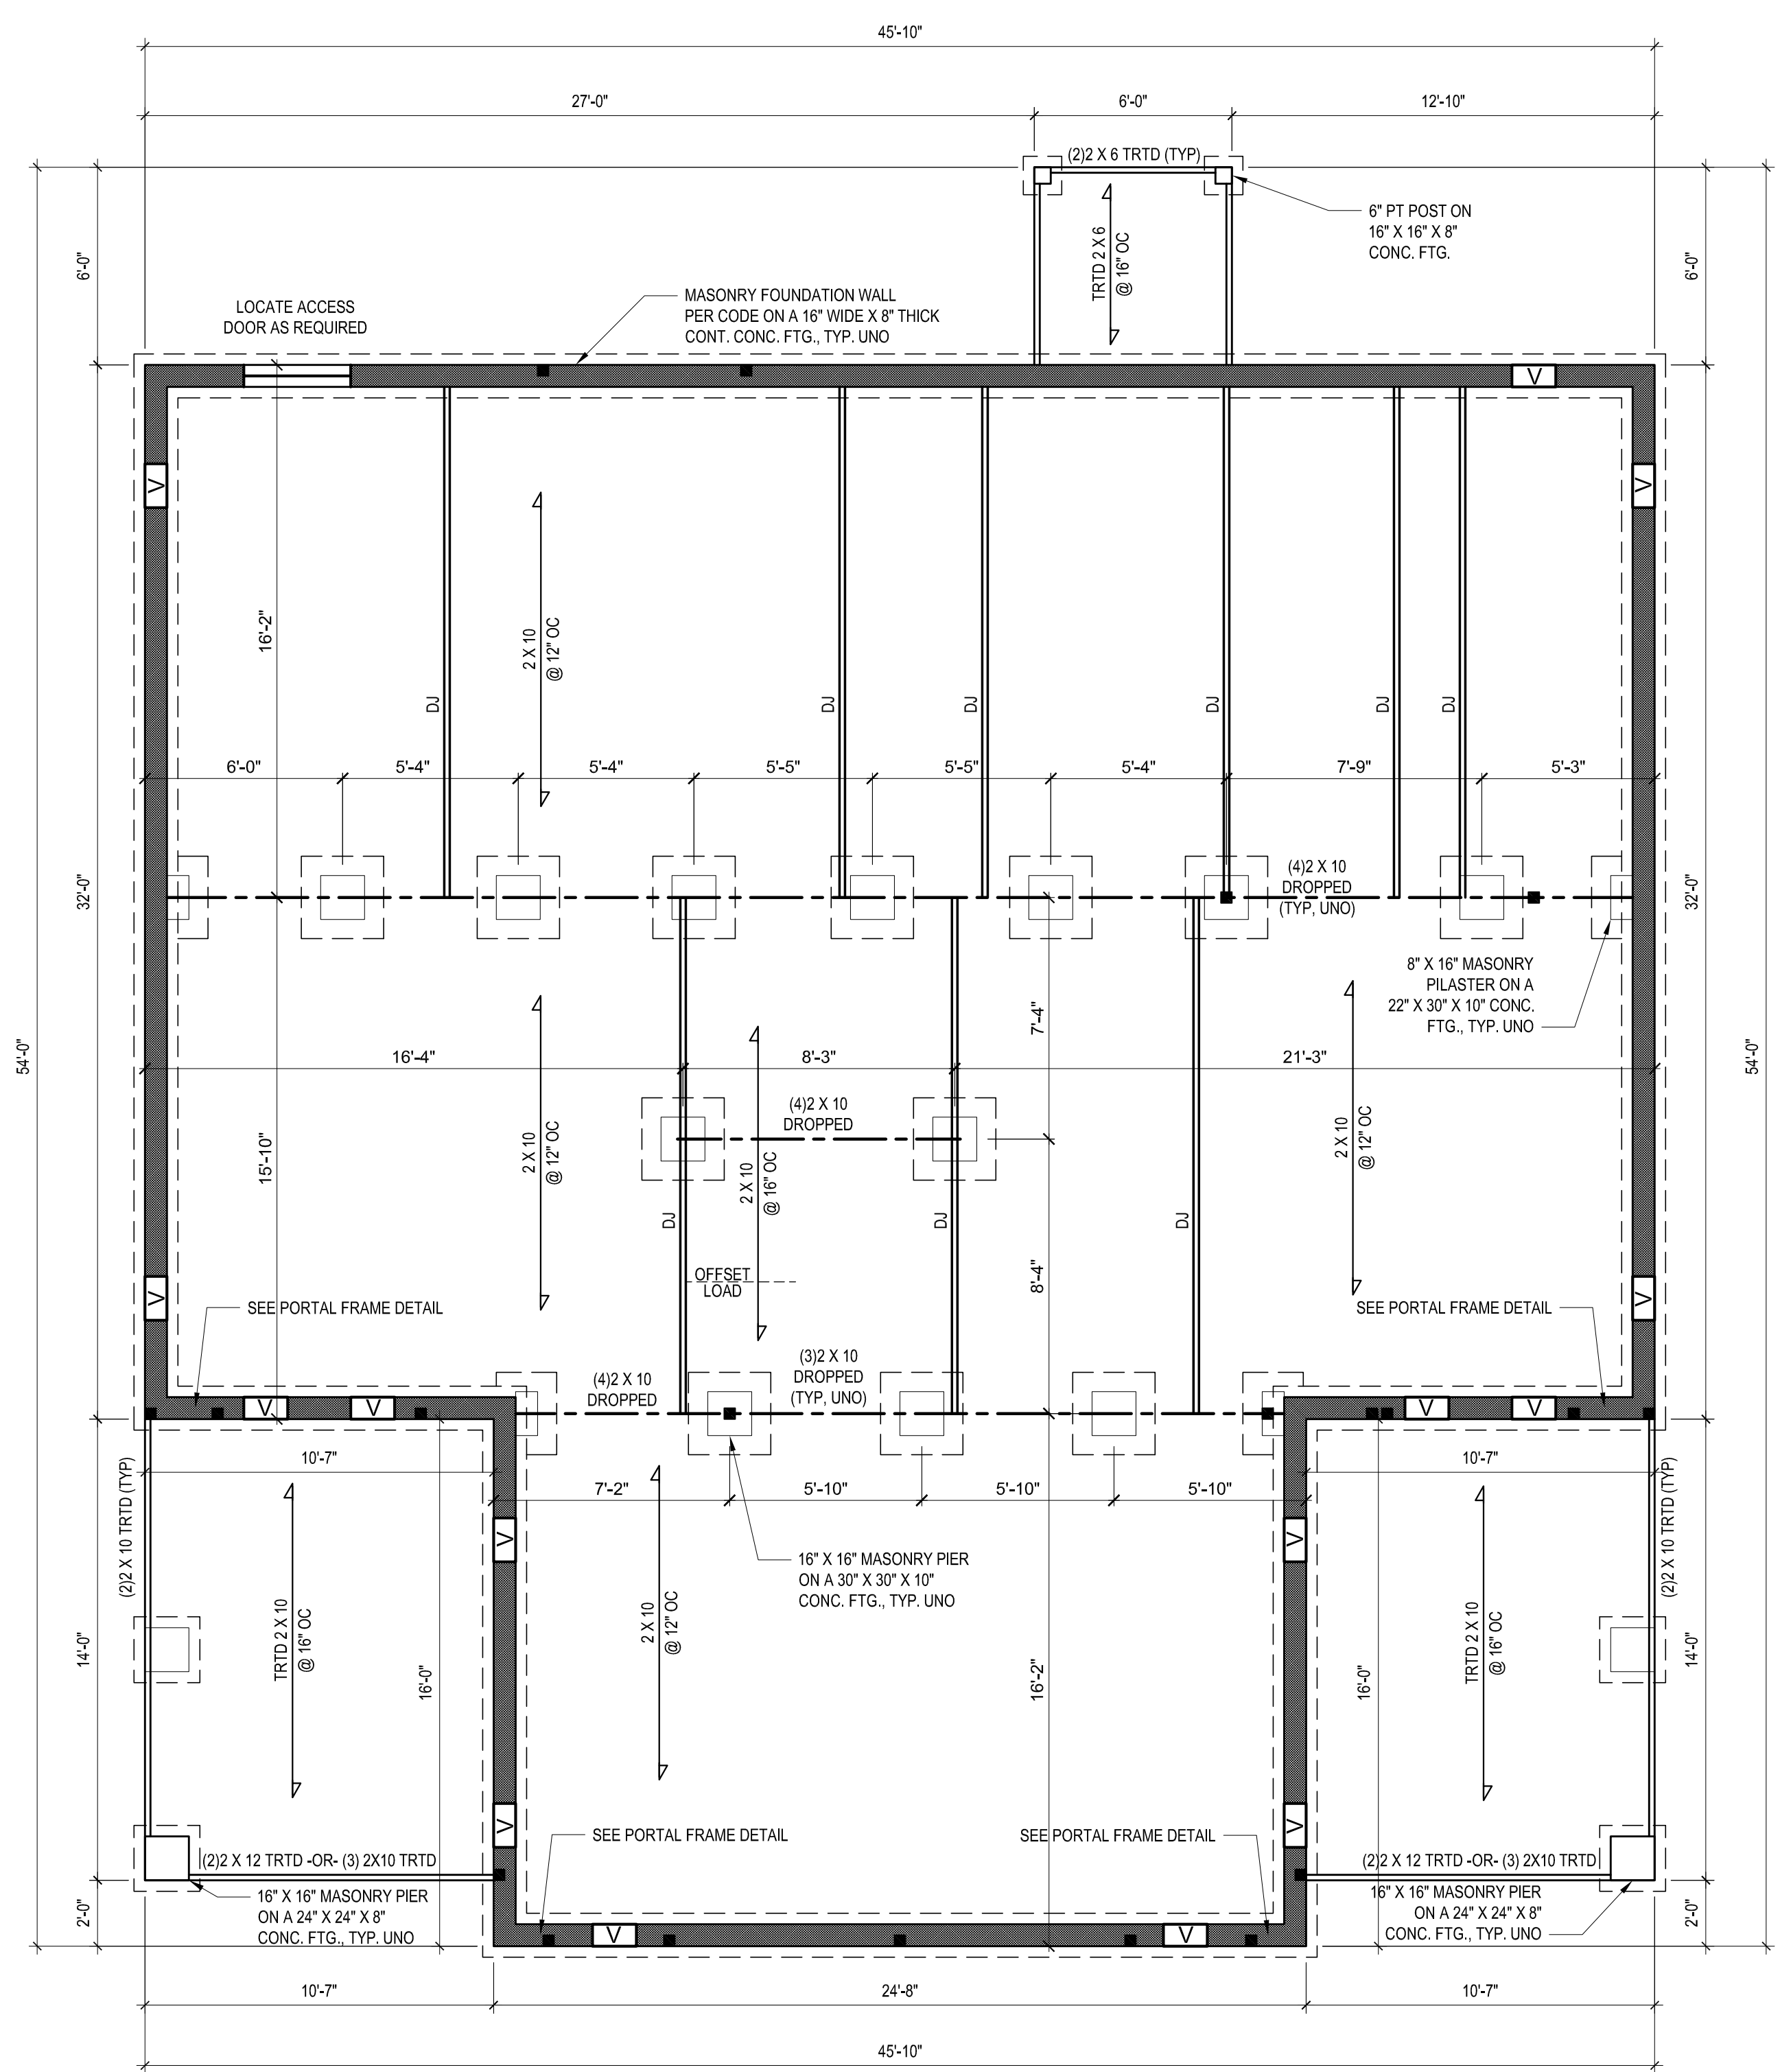 45'-10"
27'-0"
6'-0"
12'-10"
(2)2 X 6 TRTD (TYP)
6" PT POST ON
16" X 16" X 8"
CONC. FTG.
TRTD 2 X 6
@ 16" OC
6'-0"
6'-0"
LOCATE ACCESS
DOOR AS REQUIRED
MASONRY FOUNDATION WALL
PER CODE ON A 16" WIDE X 8" THICK
CONT. CONC. FTG., TYP. UNO
V
V
V
16'-2"
2 X 10
@ 12" OC
DJ
DJ
DJ
DJ
DJ
DJ
6'-0"
5'-4"
5'-4"
5'-5"
5'-5"
5'-4"
7'-9"
5'-3"
32'-0"
32'-0"
(4)2 X 10
DROPPED
(TYP, UNO)
8" X 16" MASONRY
PILASTER ON A
22" X 30" X 10" CONC.
FTG., TYP. UNO
54'-0"
54'-0"
7'-4"
16'-4"
8'-3"
21'-3"
(4)2 X 10
DROPPED
15'-10"
2 X 10
@ 12" OC
2 X 10
@ 16" OC
2 X 10
@ 12" OC
DJ
DJ
DJ
OFFSET
LOAD
8'-4"
V
V
SEE PORTAL FRAME DETAIL
SEE PORTAL FRAME DETAIL
(4)2 X 10
DROPPED
(3)2 X 10
DROPPED
(TYP, UNO)
V
V
V
V
10'-7"
10'-7"
7'-2"
5'-10"
5'-10"
5'-10"
(2)2 X 10 TRTD (TYP)
(2)2 X 10 TRTD (TYP)
V
V
16" X 16" MASONRY PIER
ON A 30" X 30" X 10"
CONC. FTG., TYP. UNO
TRTD 2 X 10
@ 16" OC
2 X 10
@ 12" OC
TRTD 2 X 10
@ 16" OC
14'-0"
16'-0"
16'-2"
16'-0"
14'-0"
V
V
SEE PORTAL FRAME DETAIL
SEE PORTAL FRAME DETAIL
(2)2 X 12 TRTD -OR- (3) 2X10 TRTD
(2)2 X 12 TRTD -OR- (3) 2X10 TRTD
16" X 16" MASONRY PIER
ON A 24" X 24" X 8"
CONC. FTG., TYP. UNO
16" X 16" MASONRY PIER
ON A 24" X 24" X 8"
CONC. FTG., TYP. UNO
2'-0"
2'-0"
V
V
10'-7"
24'-8"
10'-7"
45'-10"